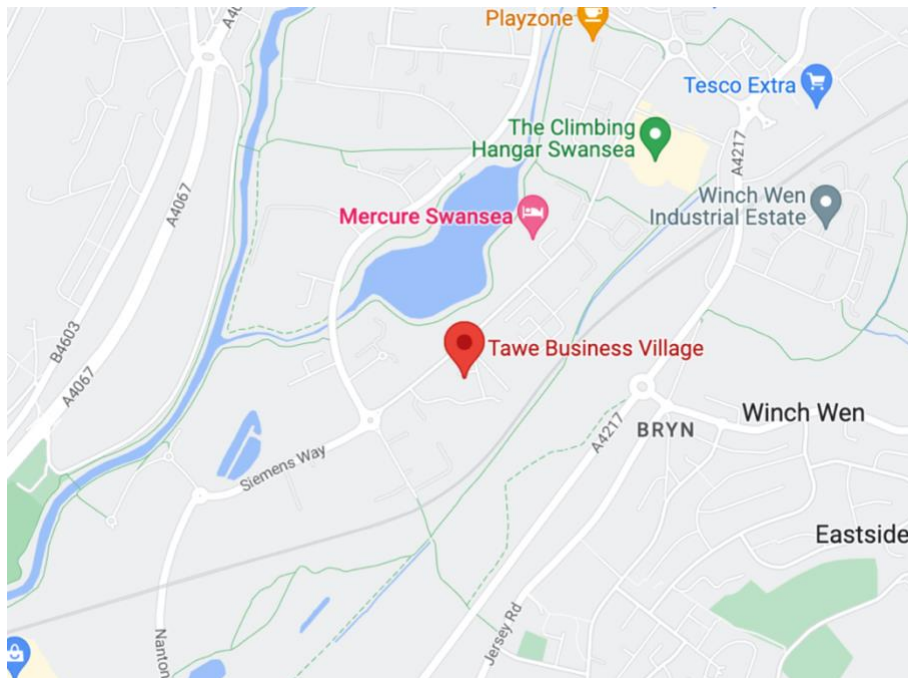 A40
Playzone
Tesco Extra
The Climbing
Hangar Swansea
A4217
A4067
Mercure Swansea
Winch Wen
Industrial Estate
B4603
Tawe Business Village
A4067
Winch Wen
A4217
BRYN
Siemens Way
Eastside
Jersey Rd
Nanton